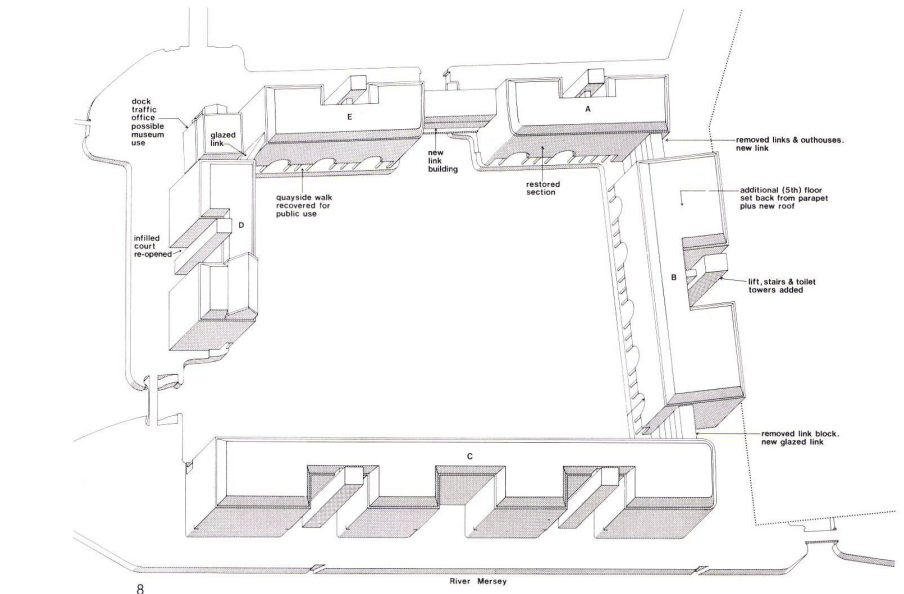 dock
traffic
office
possible
museum
use
glazed
link
E
new
link
building
A
removed links & outhouses.
new link
quayside walk
recovered for
public use
restored
section
additional (5th) floor
set back from parapet
plus new roof
D
infilled
court
re-opened
B
lift, stairs & toilet
towers added
removed link block.
new glazed link
C
River Mersey
8